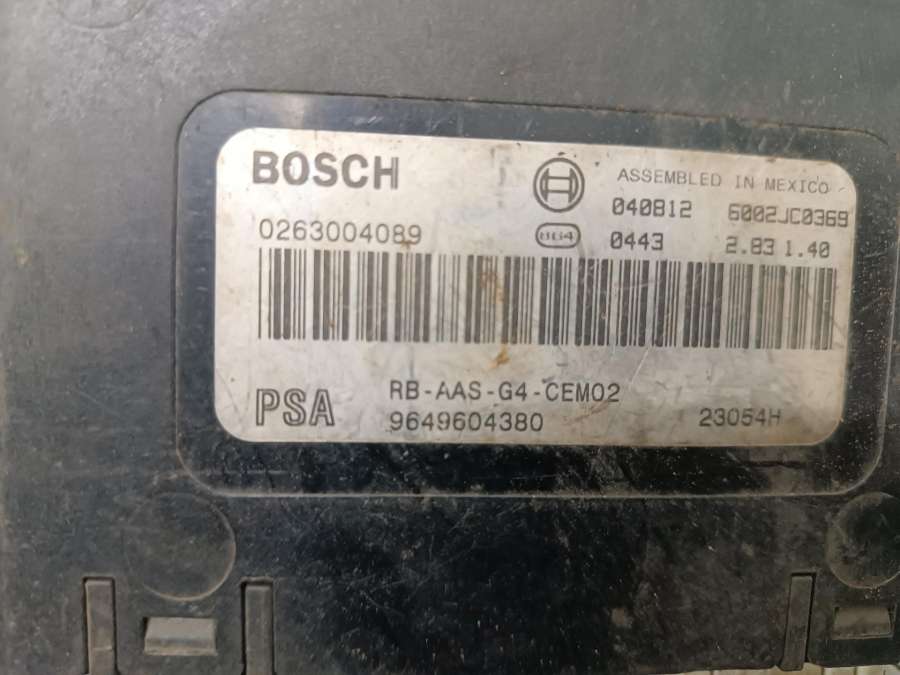 BOSCH
ASSEMBLED IN MEXICO
040812 6002JC0369
0263004089
0443 2.83 1.40
PSA
RB-AAS-G4-CEM02
9649604380 23054H